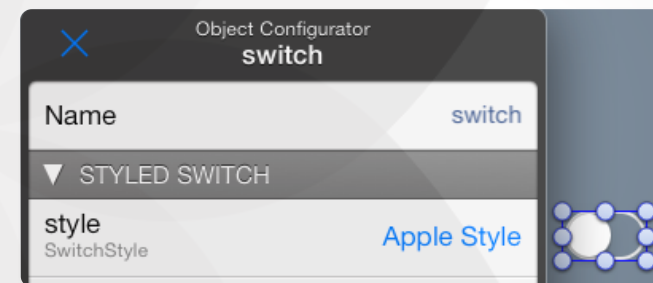 Object Configurator
switch
Name
switch
STYLED SWITCH
style
SwitchStyle
Apple Style